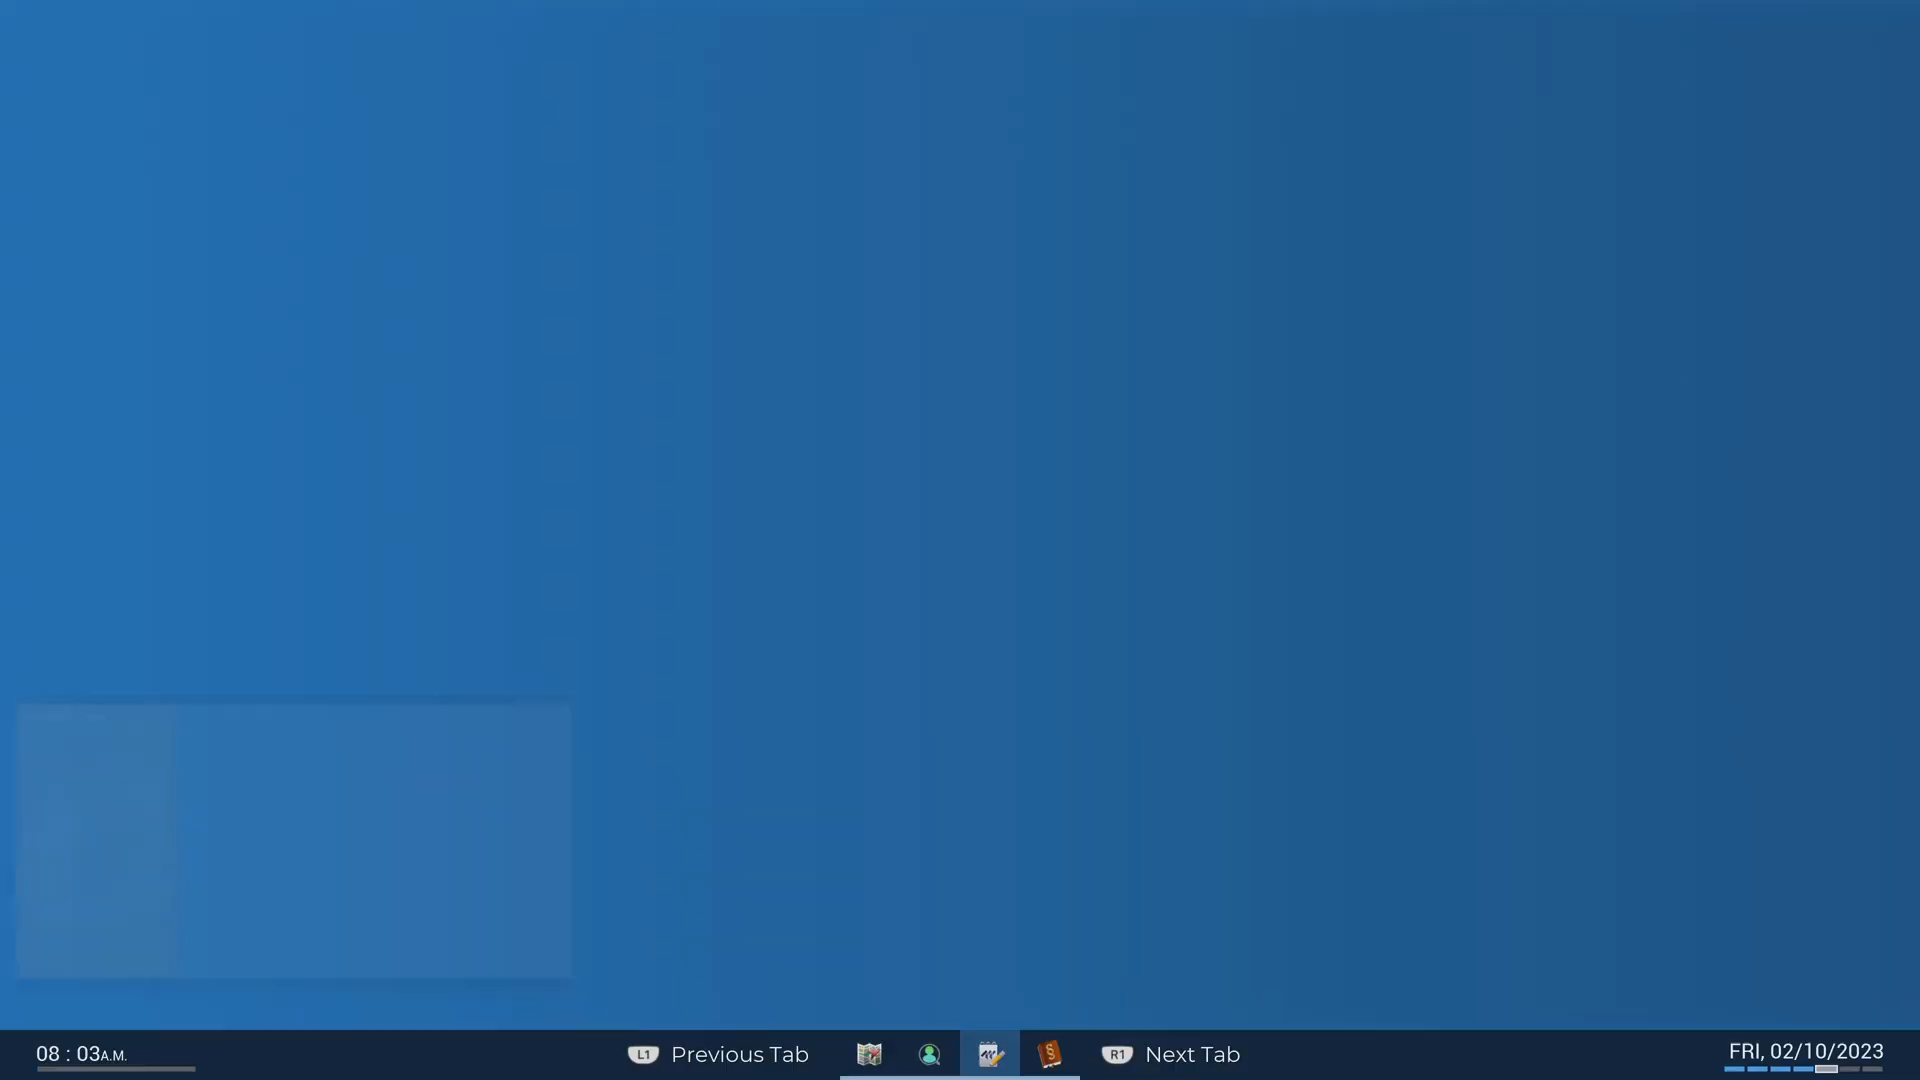 08 : 03A.M.
L1 Previous Tab
R1 Next Tab
FRI, 02/10/2023